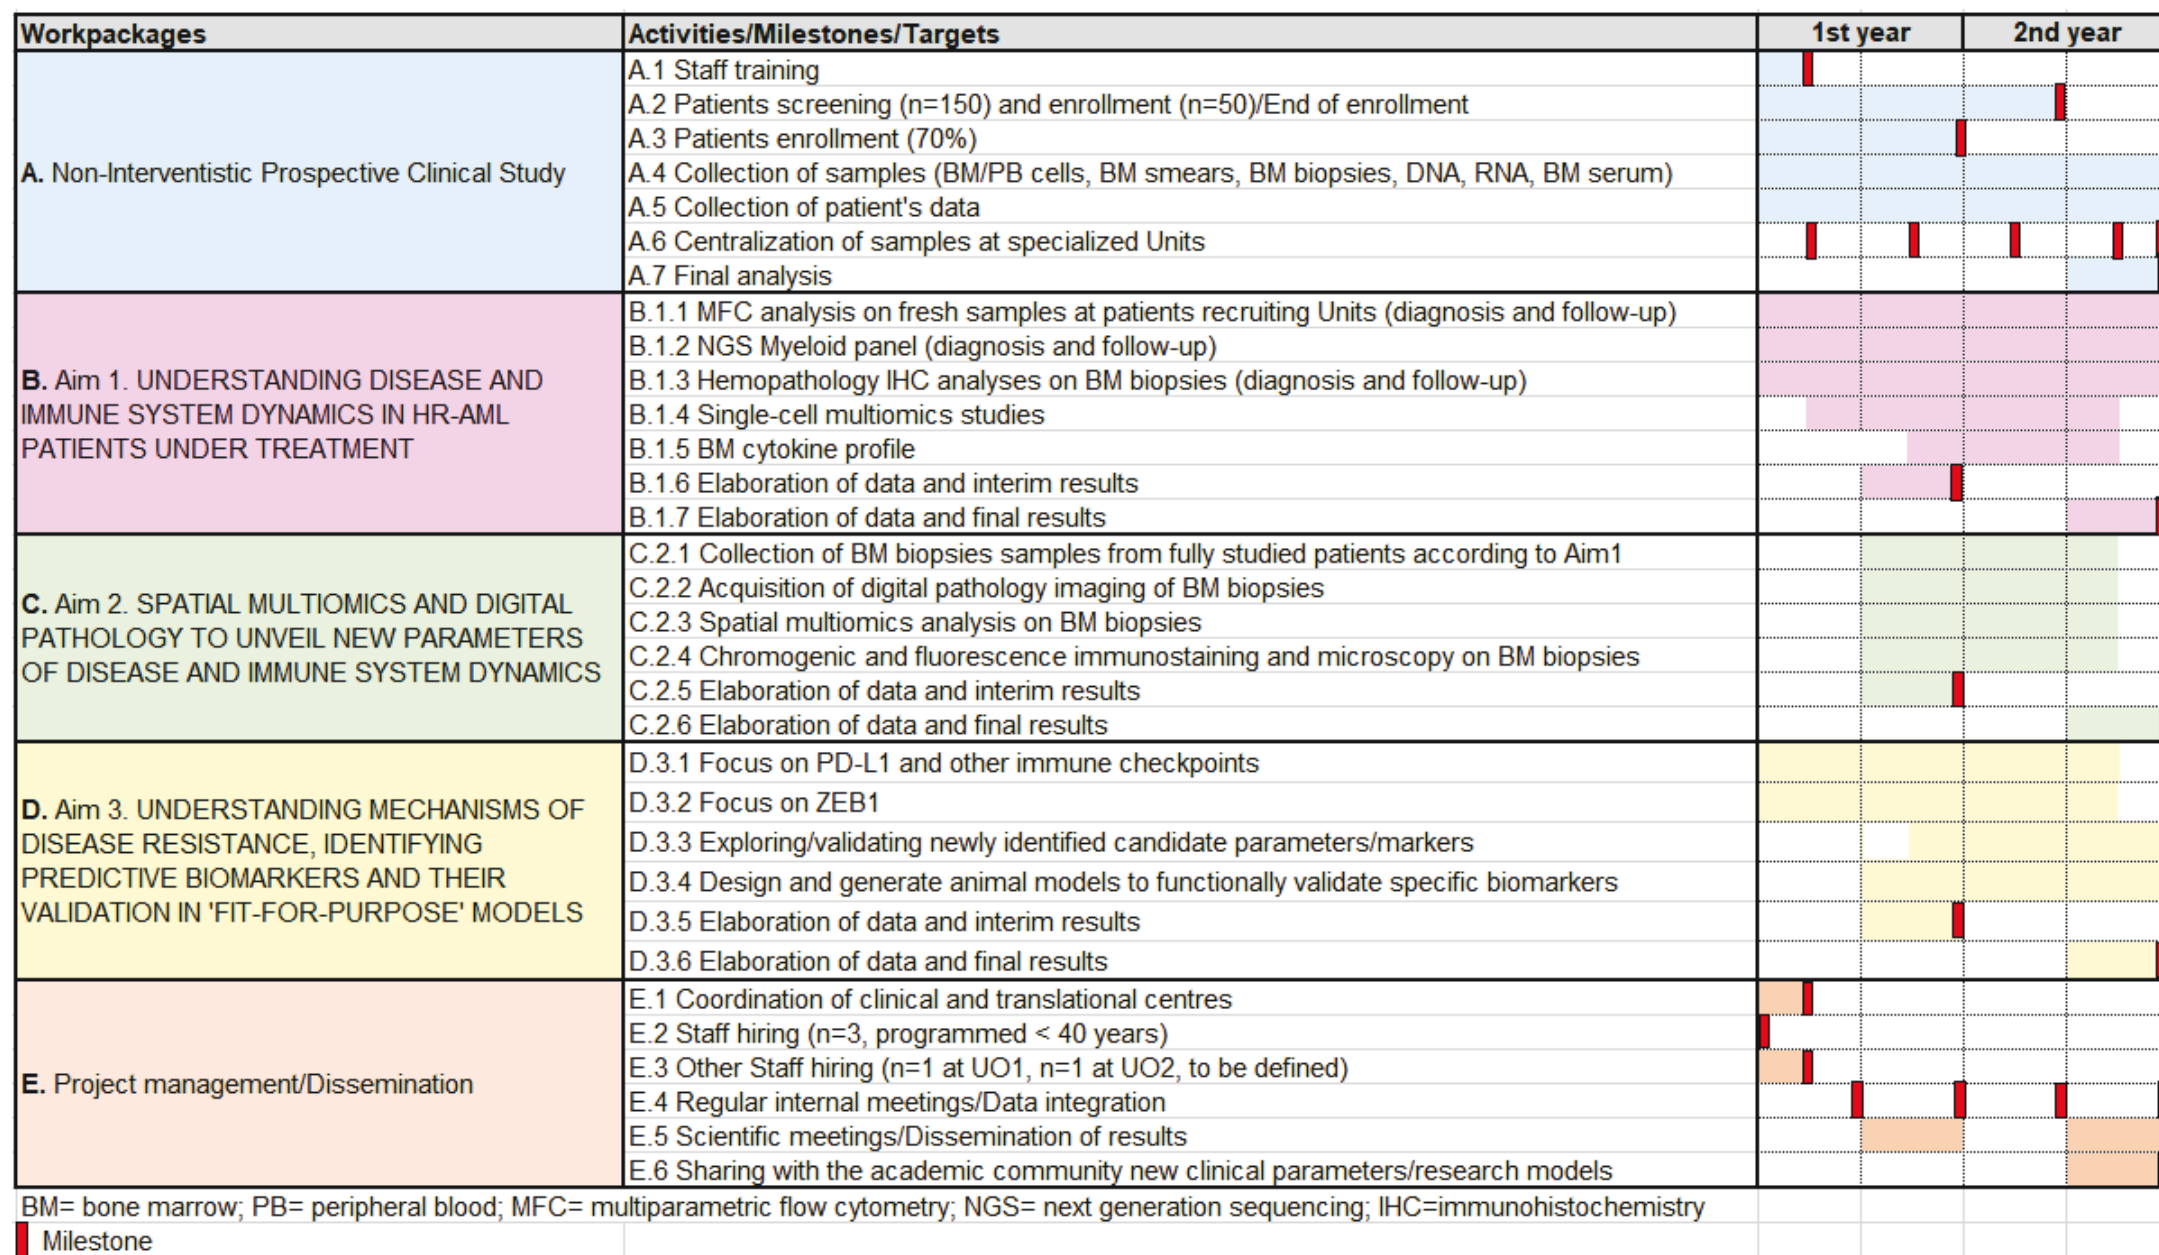 Workpackages
Activities/Milestones/Targets
1st year
2nd year
A. Non-Interventistic Prospective Clinical Study
A.1 Staff training
A.2 Patients screening (n=150) and enrollment (n=50)/End of enrollment
A.3 Patients enrollment (70%)
A.4 Collection of samples (BM/PB cells, BM smears, BM biopsies, DNA, RNA, BM serum)
A.5 Collection of patient's data
A.6 Centralization of samples at specialized Units
A.7 Final analysis
B. Aim 1. UNDERSTANDING DISEASE AND
IMMUNE SYSTEM DYNAMICS IN HR-AML
PATIENTS UNDER TREATMENT
B.1.1 MFC analysis on fresh samples at patients recruiting Units (diagnosis and follow-up)
B.1.2 NGS Myeloid panel (diagnosis and follow-up)
B.1.3 Hemopathology IHC analyses on BM biopsies (diagnosis and follow-up)
B.1.4 Single-cell multiomics studies
B.1.5 BM cytokine profile
B.1.6 Elaboration of data and interim results
B.1.7 Elaboration of data and final results
C. Aim 2. SPATIAL MULTIOMICS AND DIGITAL
PATHOLOGY TO UNVEIL NEW PARAMETERS
OF DISEASE AND IMMUNE SYSTEM DYNAMICS
C.2.1 Collection of BM biopsies samples from fully studied patients according to Aim1
C.2.2 Acquisition of digital pathology imaging of BM biopsies
C.2.3 Spatial multiomics analysis on BM biopsies
C.2.4 Chromogenic and fluorescence immunostaining and microscopy on BM biopsies
C.2.5 Elaboration of data and interim results
C.2.6 Elaboration of data and final results
D. Aim 3. UNDERSTANDING MECHANISMS OF
DISEASE RESISTANCE, IDENTIFYING
PREDICTIVE BIOMARKERS AND THEIR
VALIDATION IN 'FIT-FOR-PURPOSE' MODELS
D.3.1 Focus on PD-L1 and other immune checkpoints
D.3.2 Focus on ZEB1
D.3.3 Exploring/validating newly identified candidate parameters/markers
D.3.4 Design and generate animal models to functionally validate specific biomarkers
D.3.5 Elaboration of data and interim results
D.3.6 Elaboration of data and final results
E. Project management/Dissemination
E.1 Coordination of clinical and translational centres
E.2 Staff hiring (n=3, programmed < 40 years)
E.3 Other Staff hiring (n=1 at UO1, n=1 at UO2, to be defined)
E.4 Regular internal meetings/Data integration
E.5 Scientific meetings/Dissemination of results
E.6 Sharing with the academic community new clinical parameters/research models
BM= bone marrow; PB= peripheral blood; MFC= multiparametric flow cytometry; NGS= next generation sequencing; IHC=immunohistochemistry
Milestone